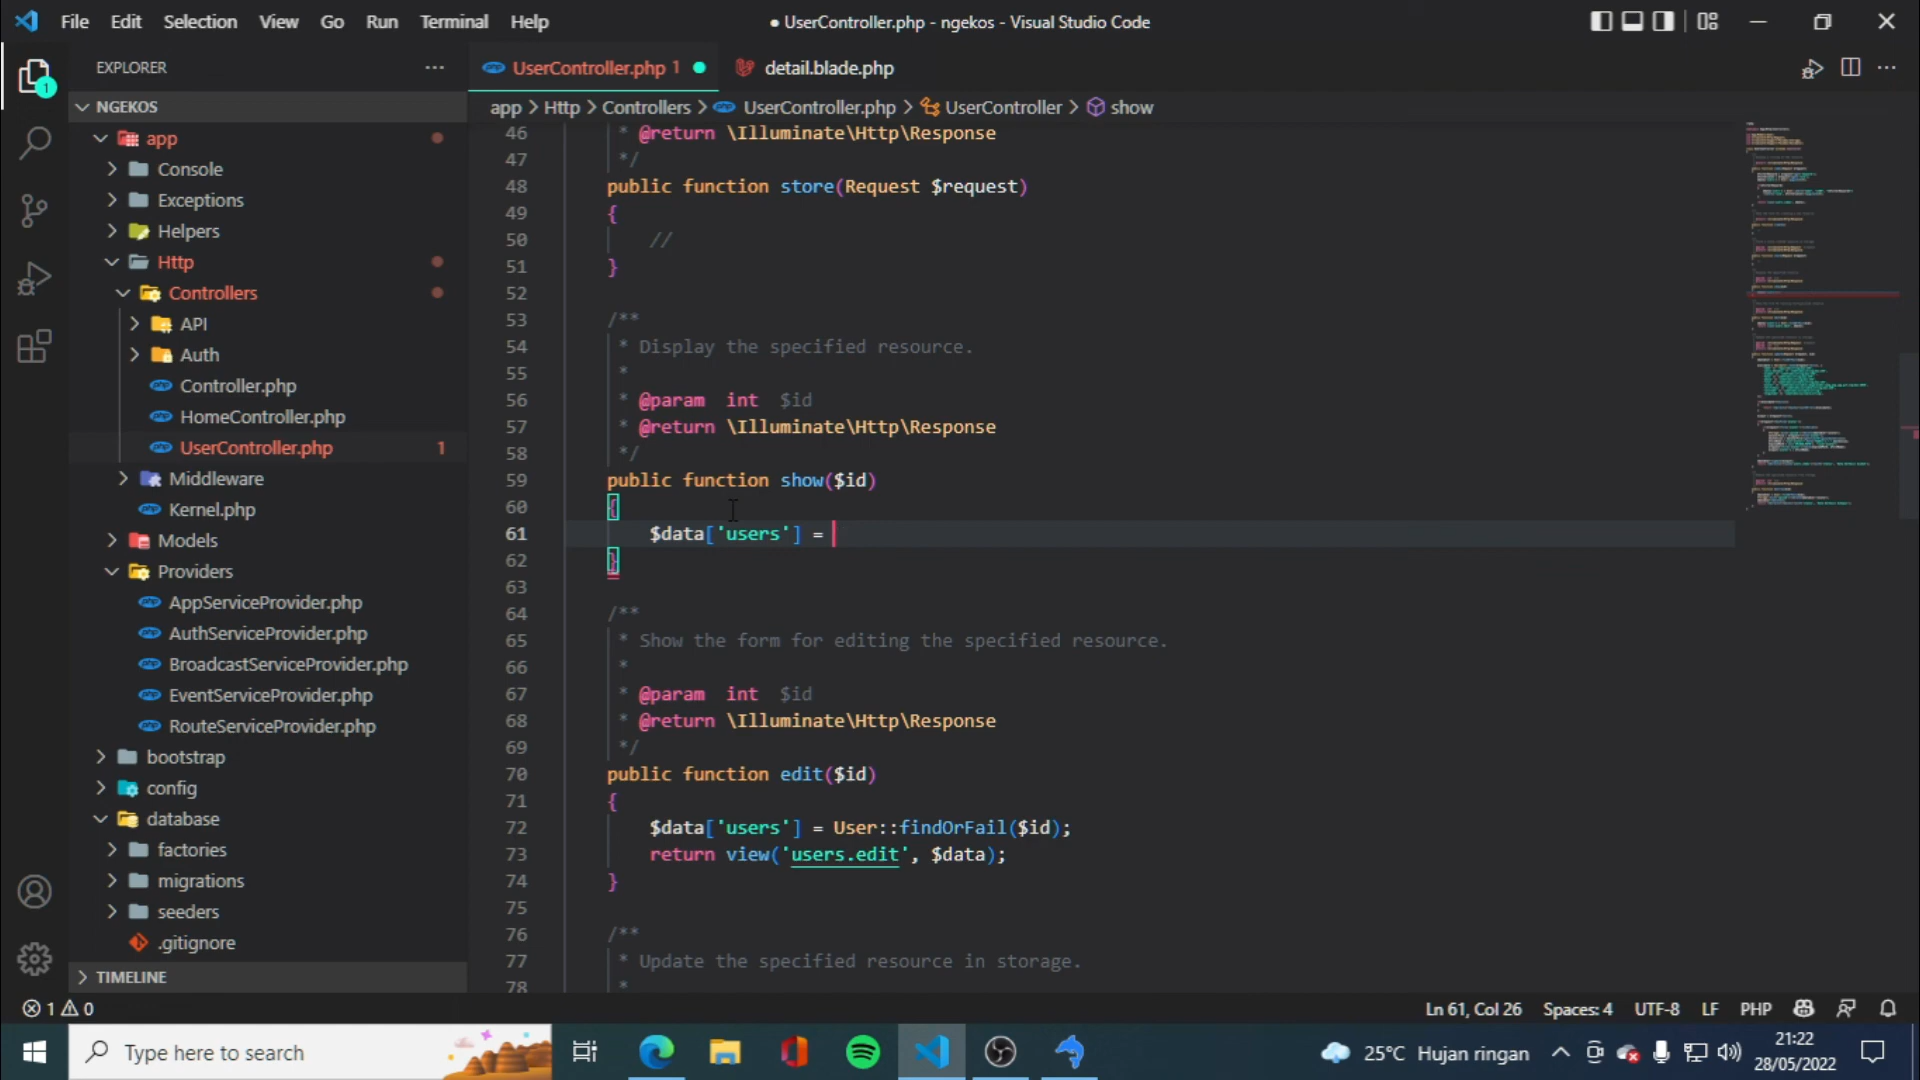 File Edit Selection View Go Run Terminal Help
● UserController.php - ngekos - Visual Studio Code
EXPLORER
UserController.php 1
detail.blade.php
NGEKOS
app > Http > Controllers > UserController.php > UserController > show
app
Console
Exceptions
Helpers
Http
Controllers
API
Auth
Controller.php
HomeController.php
UserController.php 1
Middleware
Kernel.php
Models
Providers
AppServiceProvider.php
AuthServiceProvider.php
BroadcastServiceProvider.php
EventServiceProvider.php
RouteServiceProvider.php
bootstrap
config
database
factories
migrations
seeders
.gitignore
TIMELINE
46 * @return \Illuminate\Http\Response
47 */
48 public function store(Request $request)
49 {
50 //
51 }
52
53 /**
54 * Display the specified resource.
55 *
56 * @param int $id
57 * @return \Illuminate\Http\Response
58 */
59 public function show($id)
60 {
61 $data['users'] =
62 }
63
64 /**
65 * Show the form for editing the specified resource.
66 *
67 * @param int $id
68 * @return \Illuminate\Http\Response
69 */
70 public function edit($id)
71 {
72 $data['users'] = User::findOrFail($id);
73 return view('users.edit', $data);
74 }
75
76 /**
77 * Update the specified resource in storage.
78 *
1 0
Ln 61, Col 26 Spaces: 4 UTF-8 LF PHP
1
Type here to search
25°C Hujan ringan
21:22
28/05/2022